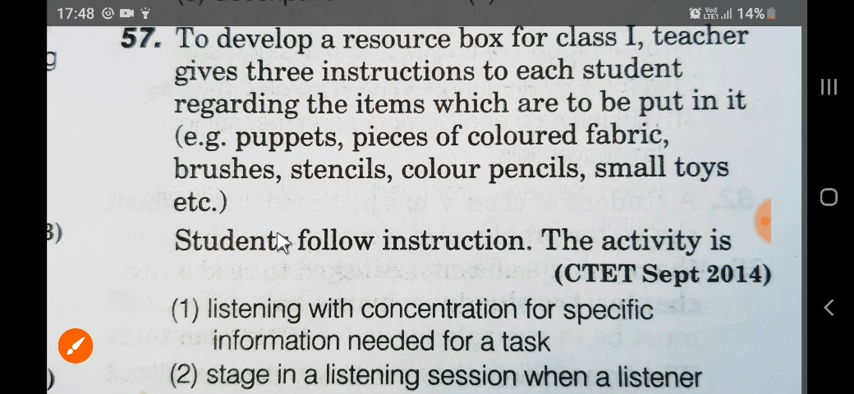 17:48 14%
57. To develop a resource box for class I, teacher
gives three instructions to each student
regarding the items which are to be put in it
(e.g. puppets, pieces of coloured fabric,
brushes, stencils, colour pencils, small toys
etc.)
Student follow instruction. The activity is
(CTET Sept 2014)
(1) listening with concentration for specific
information needed for a task
(2) stage in a listening session when a listener